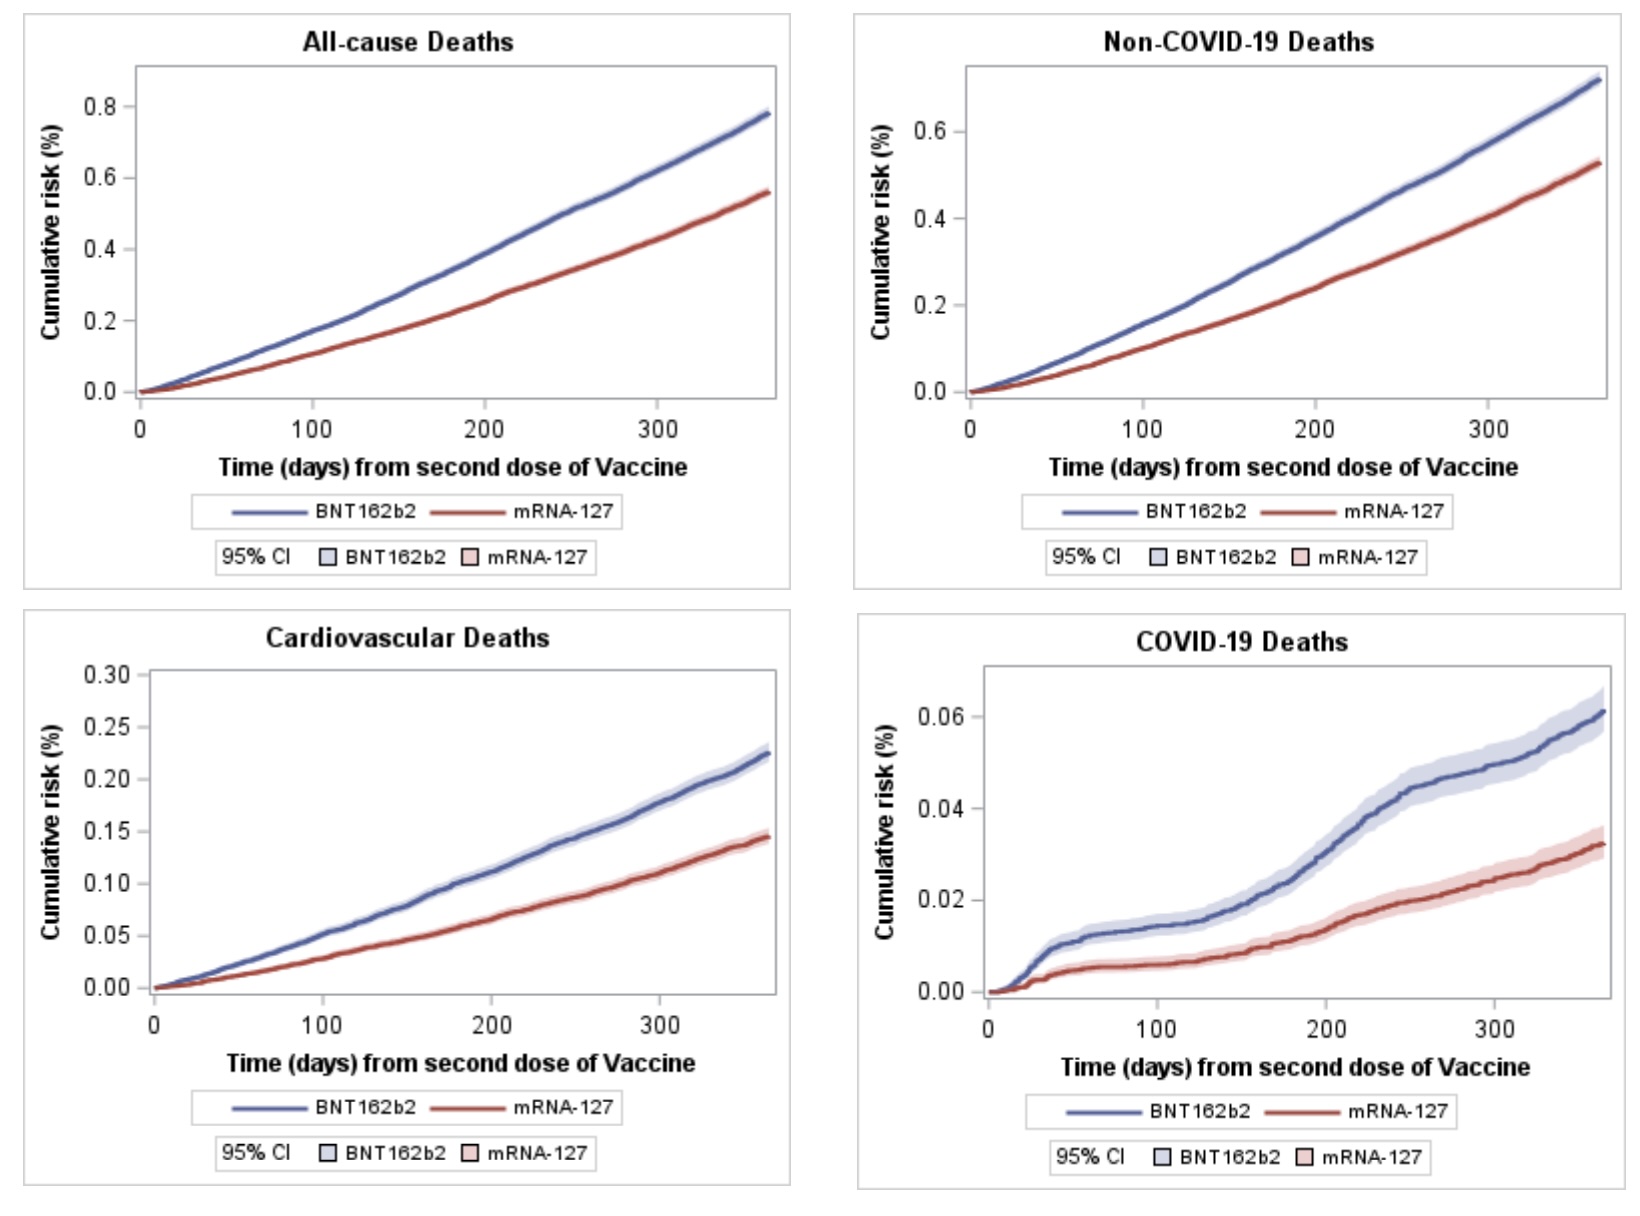 All-cause Deaths
Cumulative risk (%)
0.8
0.6
0.4
0.2
0.0
0 100 200 300
Time (days) from second dose of Vaccine
BNT162b2 mRNA-127
95% CI BNT162b2 mRNA-127
Non-COVID-19 Deaths
Cumulative risk (%)
0.6
0.4
0.2
0.0
0 100 200 300
Time (days) from second dose of Vaccine
BNT162b2 mRNA-127
95% CI BNT162b2 mRNA-127
Cardiovascular Deaths
Cumulative risk (%)
0.30
0.25
0.20
0.15
0.10
0.05
0.00
0 100 200 300
Time (days) from second dose of Vaccine
BNT162b2 mRNA-127
95% CI BNT162b2 mRNA-127
COVID-19 Deaths
Cumulative risk (%)
0.06
0.04
0.02
0.00
0 100 200 300
Time (days) from second dose of Vaccine
BNT162b2 mRNA-127
95% CI BNT162b2 mRNA-127